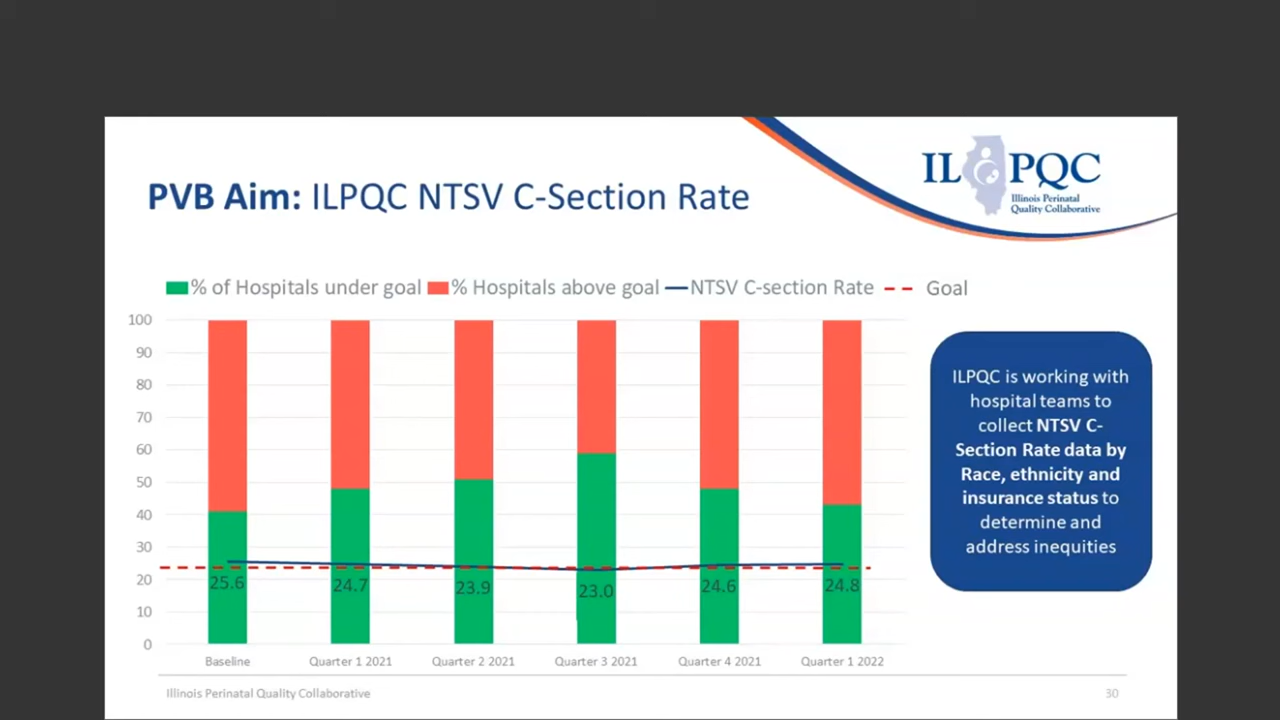 IL PQC
Illinois Perinatal
Quality Collaborative
PVB Aim: ILPQC NTSV C-Section Rate
% of Hospitals under goal % Hospitals above goal NTSV C-section Rate Goal
100
90
80
70
60
50
40
30
20
10
0
25.6 24.7 23.9 23.0 24.6 24.8
Baseline Quarter 1 2021 Quarter 2 2021 Quarter 3 2021 Quarter 4 2021 Quarter 1 2022
ILPQC is working with
hospital teams to
collect NTSV C-
Section Rate data by
Race, ethnicity and
insurance status to
determine and
address inequities
Illinois Perinatal Quality Collaborative 30